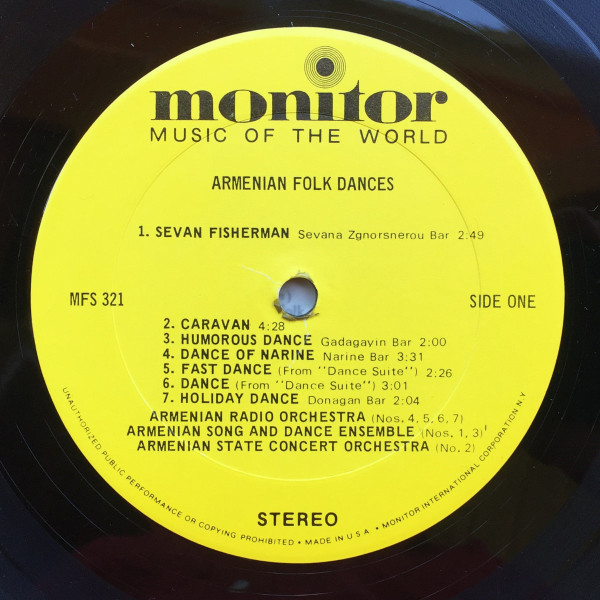 monitor
MUSIC OF THE WORLD
ARMENIAN FOLK DANCES
1. SEVAN FISHERMAN Sevana Zgnorsnerou Bar 2:49
MFS 321
SIDE ONE
2. CARAVAN 4:28
3. HUMOROUS DANCE Gadagayin Bar 2:00
4. DANCE OF NARINE Narine Bar 3:31
5. FAST DANCE (From "Dance Suite") 2:26
6. DANCE (From "Dance Suite") 3:01
7. HOLIDAY DANCE Donagan Bar 2:04
ARMENIAN RADIO ORCHESTRA (Nos. 4, 5, 6, 7)
ARMENIAN SONG AND DANCE ENSEMBLE (Nos. 1, 3)
ARMENIAN STATE CONCERT ORCHESTRA (No. 2)
STEREO
UNAUTHORIZED PUBLIC PERFORMANCE OR COPYING PROHIBITED • MADE IN U.S.A. • MONITOR INTERNATIONAL CORPORATION, N.Y.